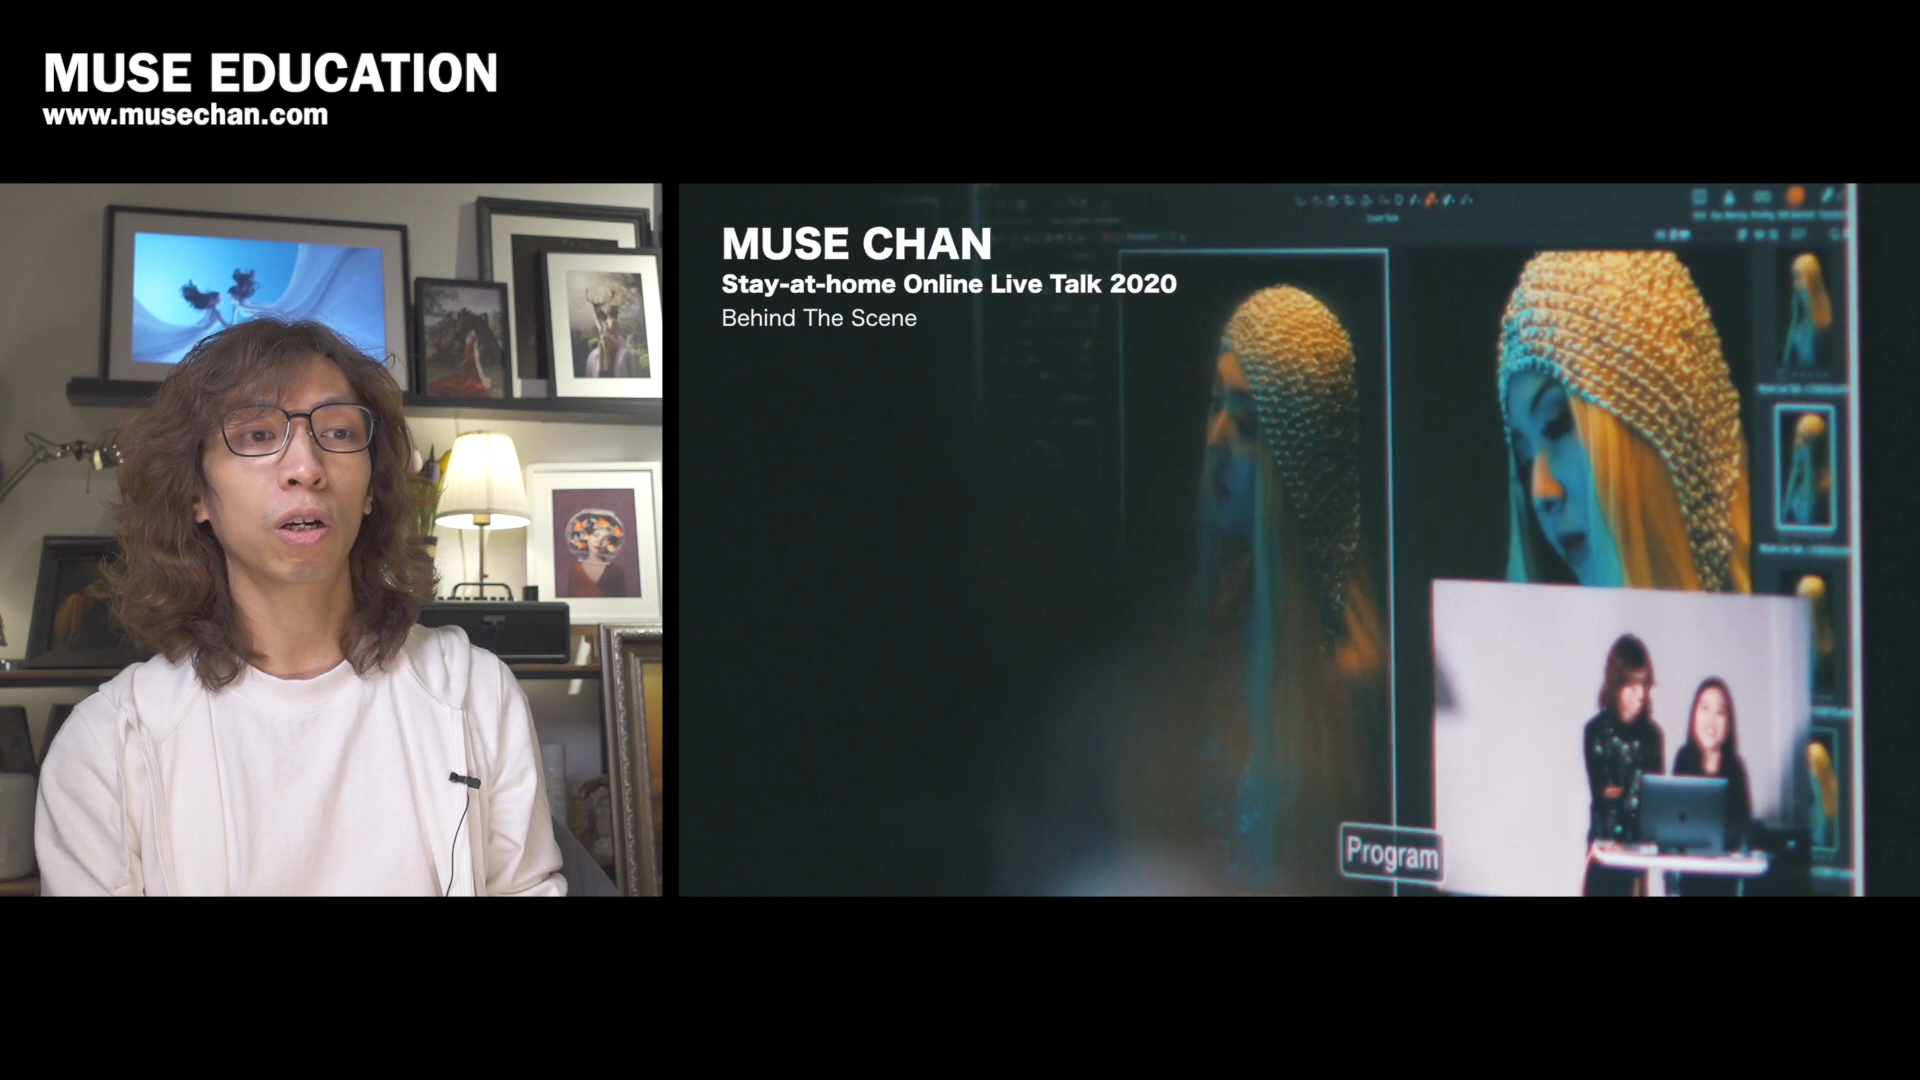 MUSE EDUCATION
www.musechan.com
MUSE CHAN
Stay-at-home Online Live Talk 2020
Behind The Scene
Program